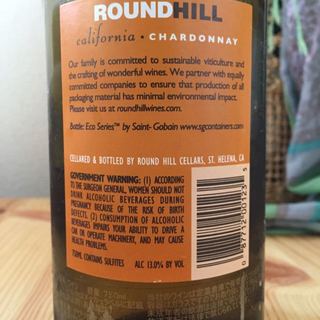 ROUNDHILL
california • CHARDONNAY
Our family is committed to sustainable viticulture and
the crafting of wonderful wines. We partner with equally
committed companies to ensure that production of all
packaging material has minimal environmental impact.
Please visit us at roundhillwines.com.
Bottle: Eco Series™ by Saint-Gobain www.sgcontainers.com
CELLARED & BOTTLED BY ROUND HILL CELLARS, ST. HELENA, CA
GOVERNMENT WARNING: (1) ACCORDING
TO THE SURGEON GENERAL, WOMEN SHOULD NOT
DRINK ALCOHOLIC BEVERAGES DURING
PREGNANCY BECAUSE OF THE RISK OF BIRTH
DEFECTS. (2) CONSUMPTION OF ALCOHOLIC
BEVERAGES IMPAIRS YOUR ABILITY TO DRIVE A
CAR OR OPERATE MACHINERY, AND MAY CAUSE
HEALTH PROBLEMS.
750ML CONTAINS SULFITES ALC 13.0% BY VOL
0 87712 00123 5